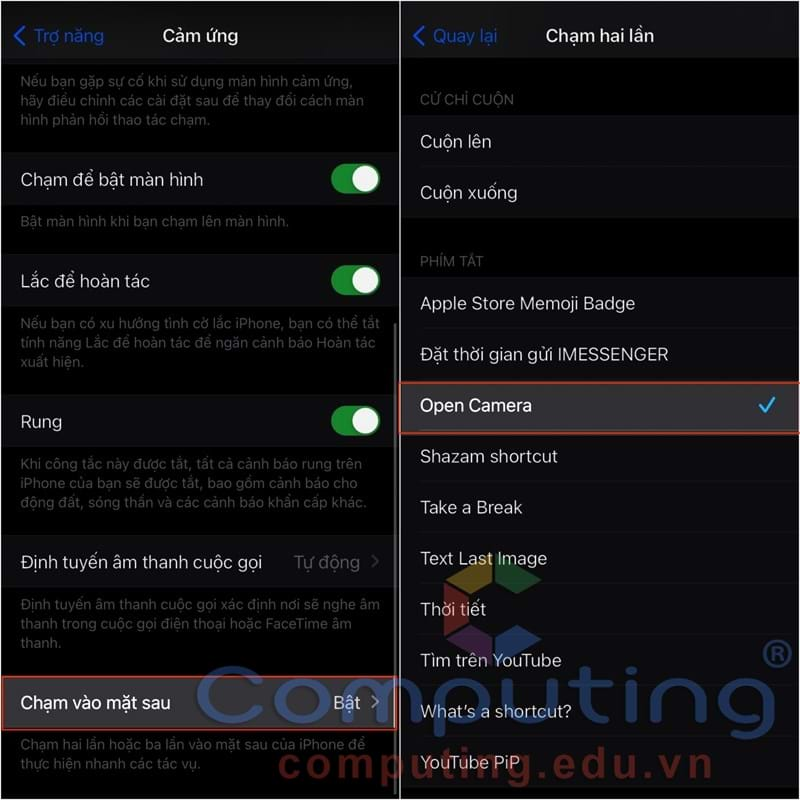 Trợ năng
Cảm ứng
Nếu bạn gặp sự cố khi sử dụng màn hình cảm ứng,
hãy điều chỉnh các cài đặt sau để thay đổi cách màn
hình phản hồi thao tác chạm.
Chạm để bật màn hình
Bật màn hình khi bạn chạm lên màn hình.
Lắc để hoàn tác
Nếu bạn có xu hướng tình cờ lắc iPhone, bạn có thể tắt
tính năng Lắc để hoàn tác để ngăn cảnh báo Hoàn tác
xuất hiện.
Rung
Khi công tắc này được tắt, tất cả cảnh báo rung trên
iPhone của bạn sẽ được tắt, bao gồm cảnh báo cho
động đất, sóng thần và các cảnh báo khẩn cấp khác.
Định tuyến âm thanh cuộc gọi
Tự động
Định tuyến âm thanh cuộc gọi xác định nơi sẽ nghe âm
thanh trong cuộc gọi điện thoại hoặc FaceTime âm
thanh.
Chạm vào mặt sau
Bật
Chạm hai lần hoặc ba lần vào mặt sau của iPhone để
thực hiện nhanh các tác vụ.
Quay lại
Chạm hai lần
CỬ CHỈ CUỘN
Cuộn lên
Cuộn xuống
PHÍM TẮT
Apple Store Memoji Badge
Đặt thời gian gửi IMESSENGER
Open Camera
Shazam shortcut
Take a Break
Text Last Image
Thời tiết
Tìm trên YouTube
What's a shortcut?
YouTube PiP
Computing®
computing.edu.vn